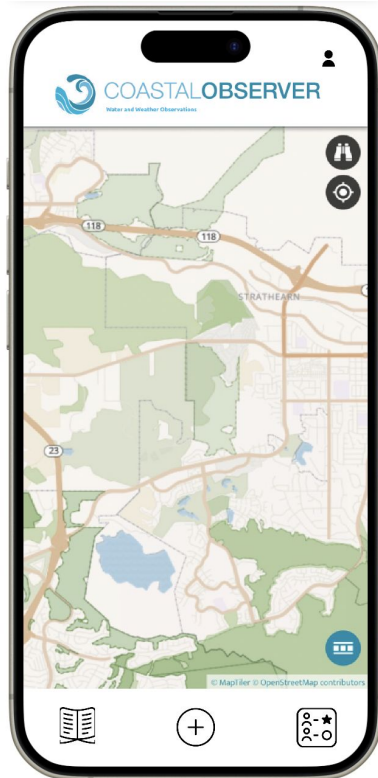 COASTALOBSERVER
Water and Weather Observations
118
118
STRATHEARN
23
© MapTiler © OpenStreetMap contributors